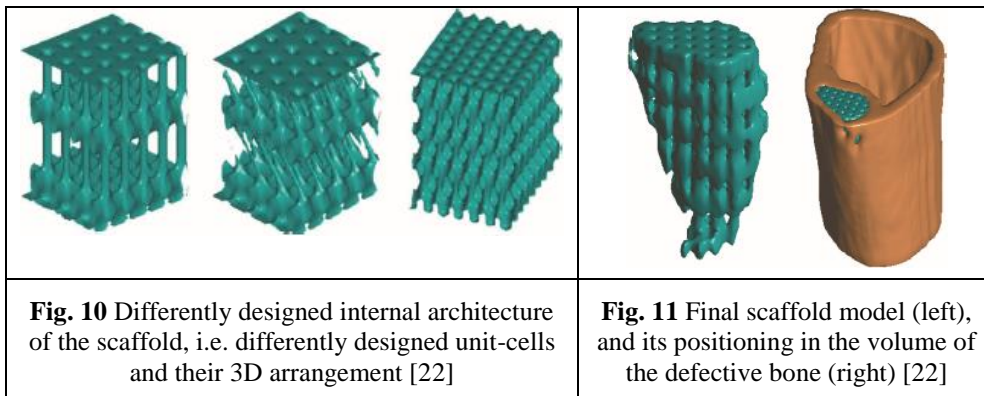 Fig. 10 Differently designed internal architecture
of the scaffold, i.e. differently designed unit-cells
and their 3D arrangement [22]
Fig. 11 Final scaffold model (left),
and its positioning in the volume of
the defective bone (right) [22]